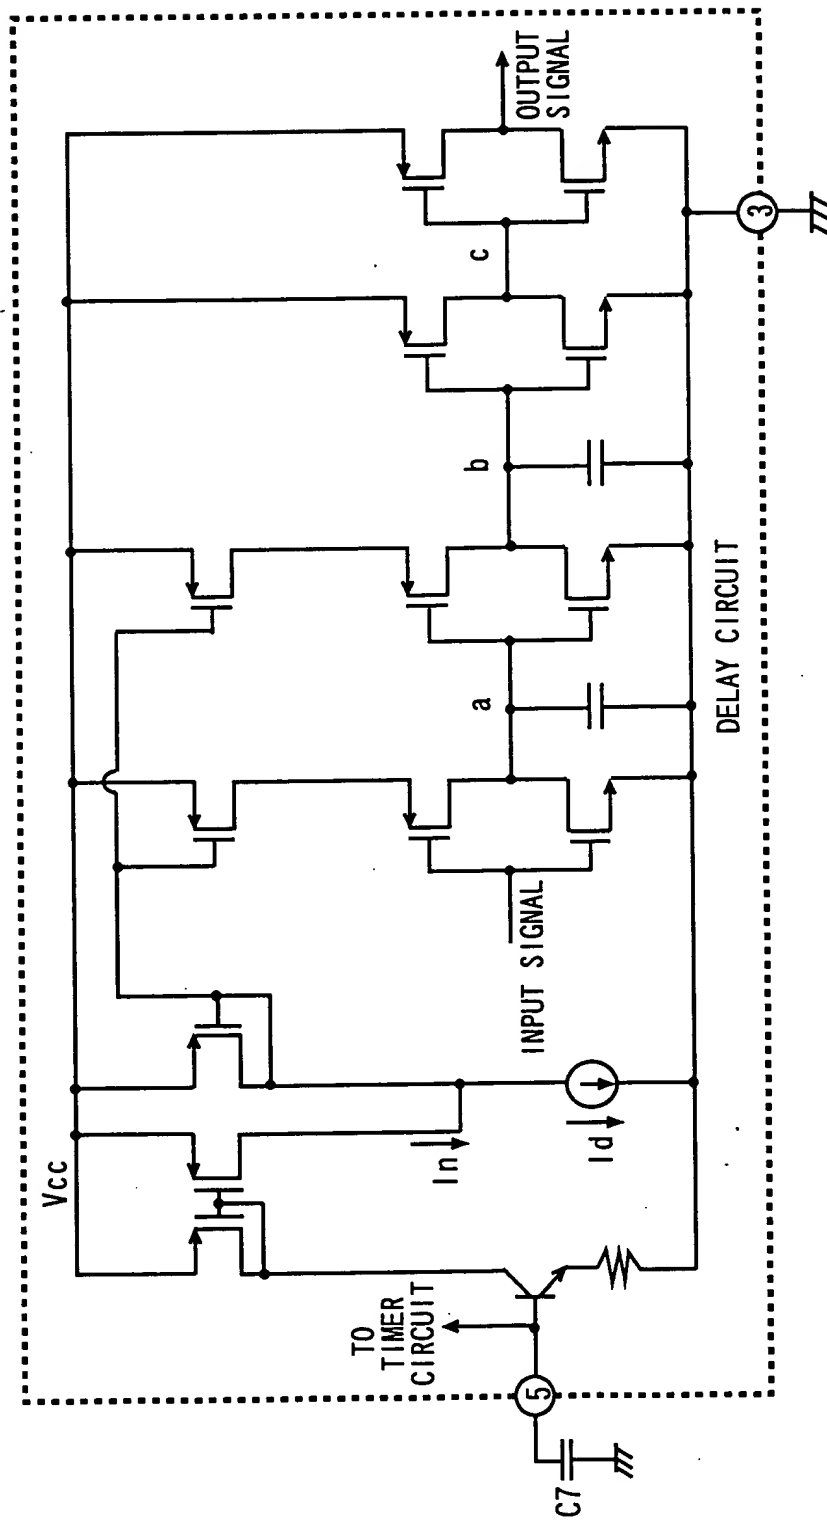 Vcc
TO
TIMER
CIRCUIT
5
C7
In
Id
INPUT SIGNAL
a
b
c
OUTPUT
SIGNAL
3
DELAY CIRCUIT